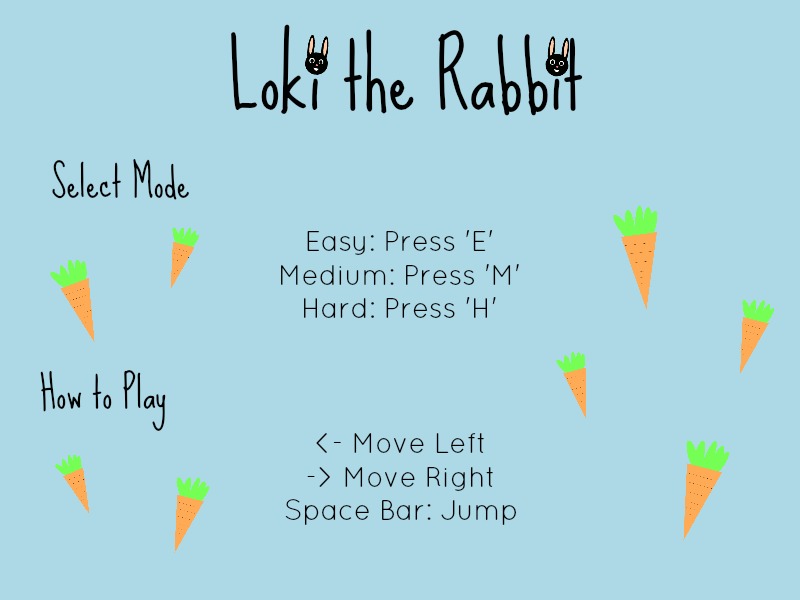 Loki the Rabbit
Select Mode
Easy: Press 'E'
Medium: Press 'M'
Hard: Press 'H'
How to Play
<- Move Left
-> Move Right
Space Bar: Jump